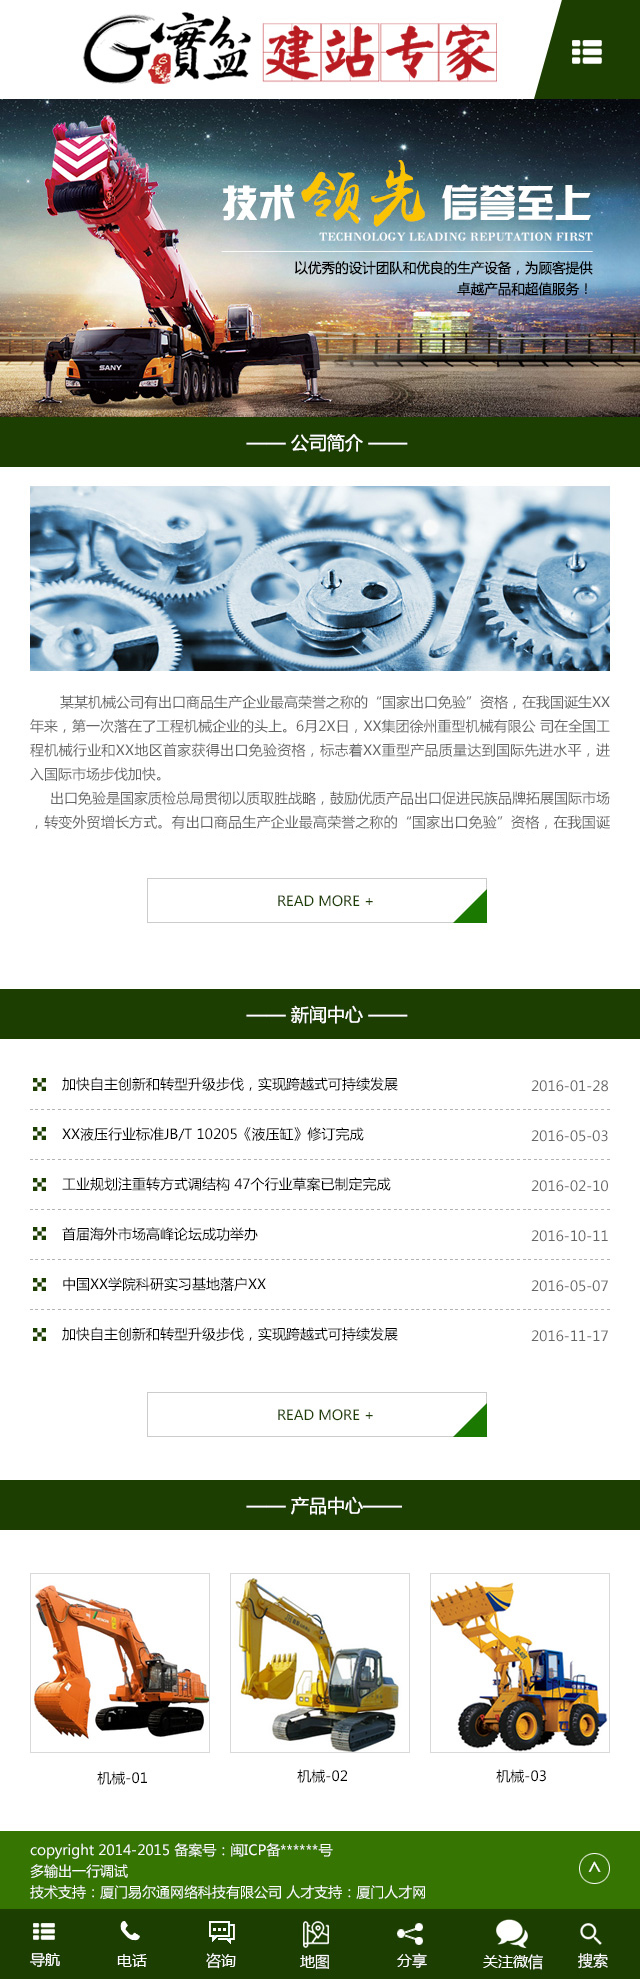 G寶盆 建站专家
技术领先 信誉至上
TECHNOLOGY LEADING REPUTATION FIRST
以优秀的设计团队和优良的生产设备，为顾客提供
卓越产品和超值服务！
SANY
公司简介
某某机械公司有出口商品生产企业最高荣誉之称的“国家出口免验”资格，在我国诞生XX
年来，第一次落在了工程机械企业的头上。6月2X日，XX集团徐州重型机械有限公 司在全国工
程机械行业和XX地区首家获得出口免验资格，标志着XX重型产品质量达到国际先进水平，进
入国际市场步伐加快。
出口免验是国家质检总局贯彻以质取胜战略，鼓励优质产品出口促进民族品牌拓展国际市场
，转变外贸增长方式。有出口商品生产企业最高荣誉之称的“国家出口免验”资格，在我国诞
READ MORE +
新闻中心
加快自主创新和转型升级步伐，实现跨越式可持续发展 2016-01-28
XX液压行业标准JB/T 10205《液压缸》修订完成 2016-05-03
工业规划注重转方式调结构 47个行业草案已制定完成 2016-02-10
首届海外市场高峰论坛成功举办 2016-10-11
中国XX学院科研实习基地落户XX 2016-05-07
加快自主创新和转型升级步伐，实现跨越式可持续发展 2016-11-17
READ MORE +
产品中心
机械-01 机械-02 机械-03
copyright 2014-2015 备案号：闽ICP备******号
多输出一行调试
技术支持：厦门易尔通网络科技有限公司 人才支持：厦门人才网
导航 电话 咨询 地图 分享 关注微信 搜索